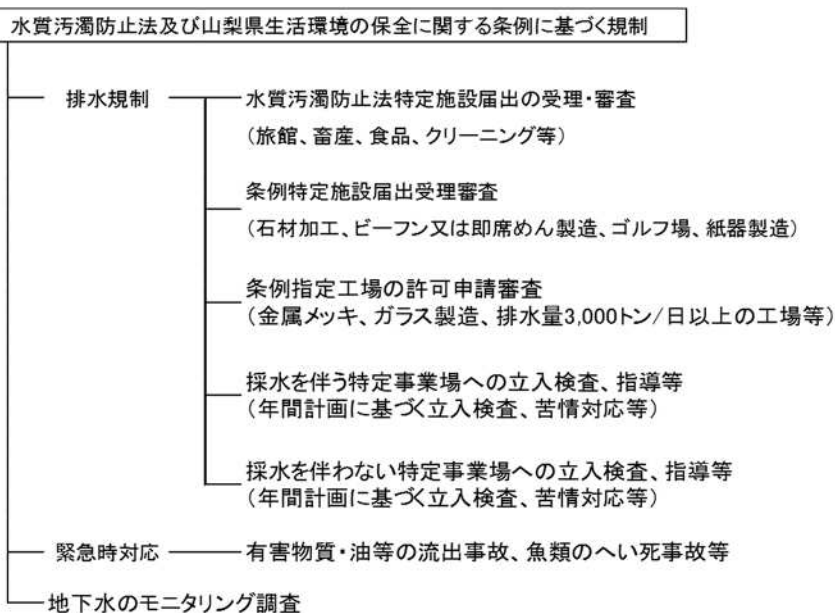 水質汚濁防止法及び山梨県生活環境の保全に関する条例に基づく規制
排水規制
水質汚濁防止法特定施設届出の受理・審査
（旅館、畜産、食品、クリーニング等）
条例特定施設届出受理審査
（石材加工、ビーフン又は即席めん製造、ゴルフ場、紙器製造）
条例指定工場の許可申請審査
（金属メッキ、ガラス製造、排水量3,000トン/日以上の工場等）
採水を伴う特定事業場への立入検査、指導等
（年間計画に基づく立入検査、苦情対応等）
採水を伴わない特定事業場への立入検査、指導等
（年間計画に基づく立入検査、苦情対応等）
緊急時対応
有害物質・油等の流出事故、魚類のへい死事故等
地下水のモニタリング調査